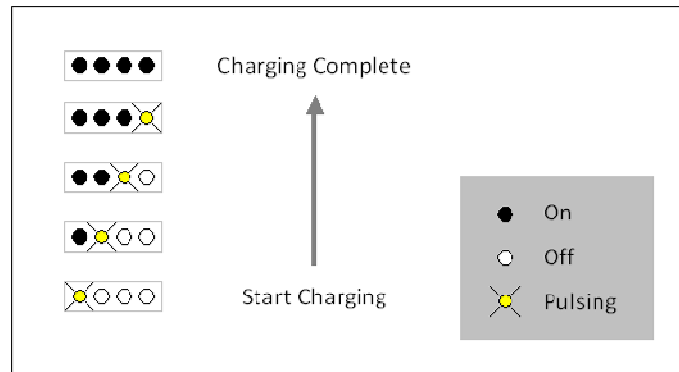 Charging Complete
Start Charging
On
Off
Pulsing